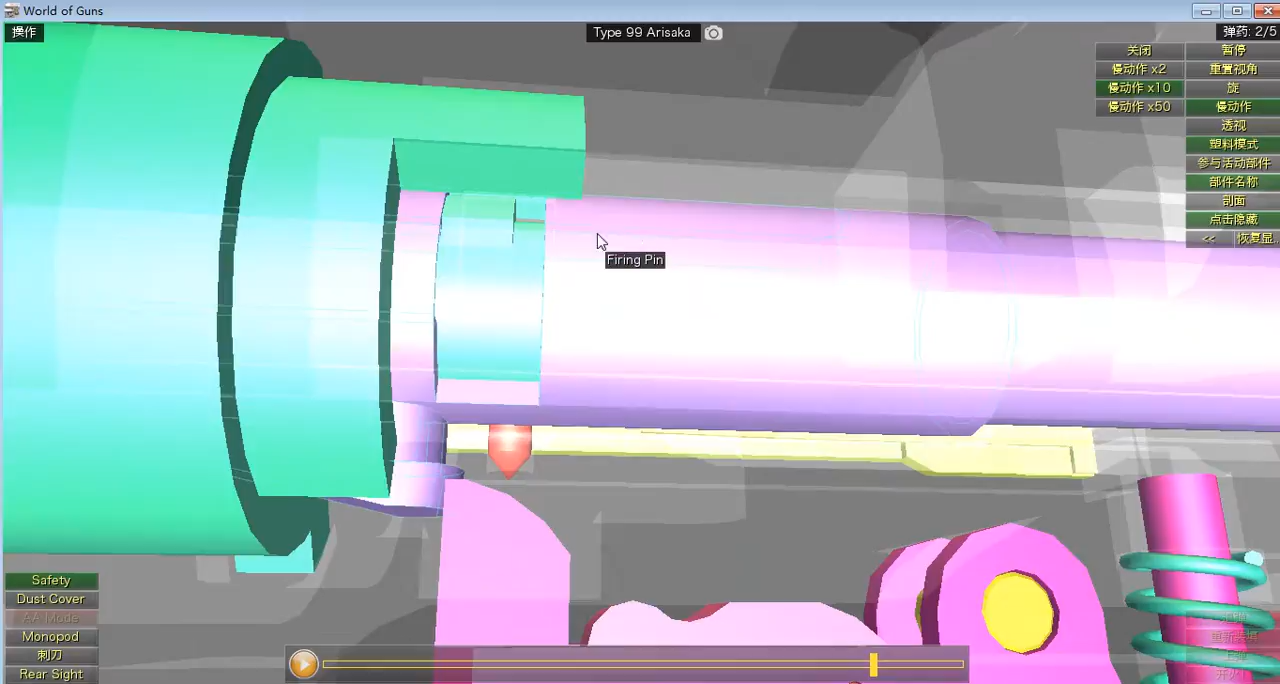 World of Guns
操作
Type 99 Arisaka
弹药: 2/5
关闭
暂停
慢动作 x2
重置视角
慢动作 x10
旋
慢动作 x50
慢动作
透视
塑料模式
参与活动部件
部件名称
剖面
点击隐藏
<<
恢复显..
Firing Pin
Safety
Dust Cover
AA Mode
Monopod
刺刀
Rear Sight